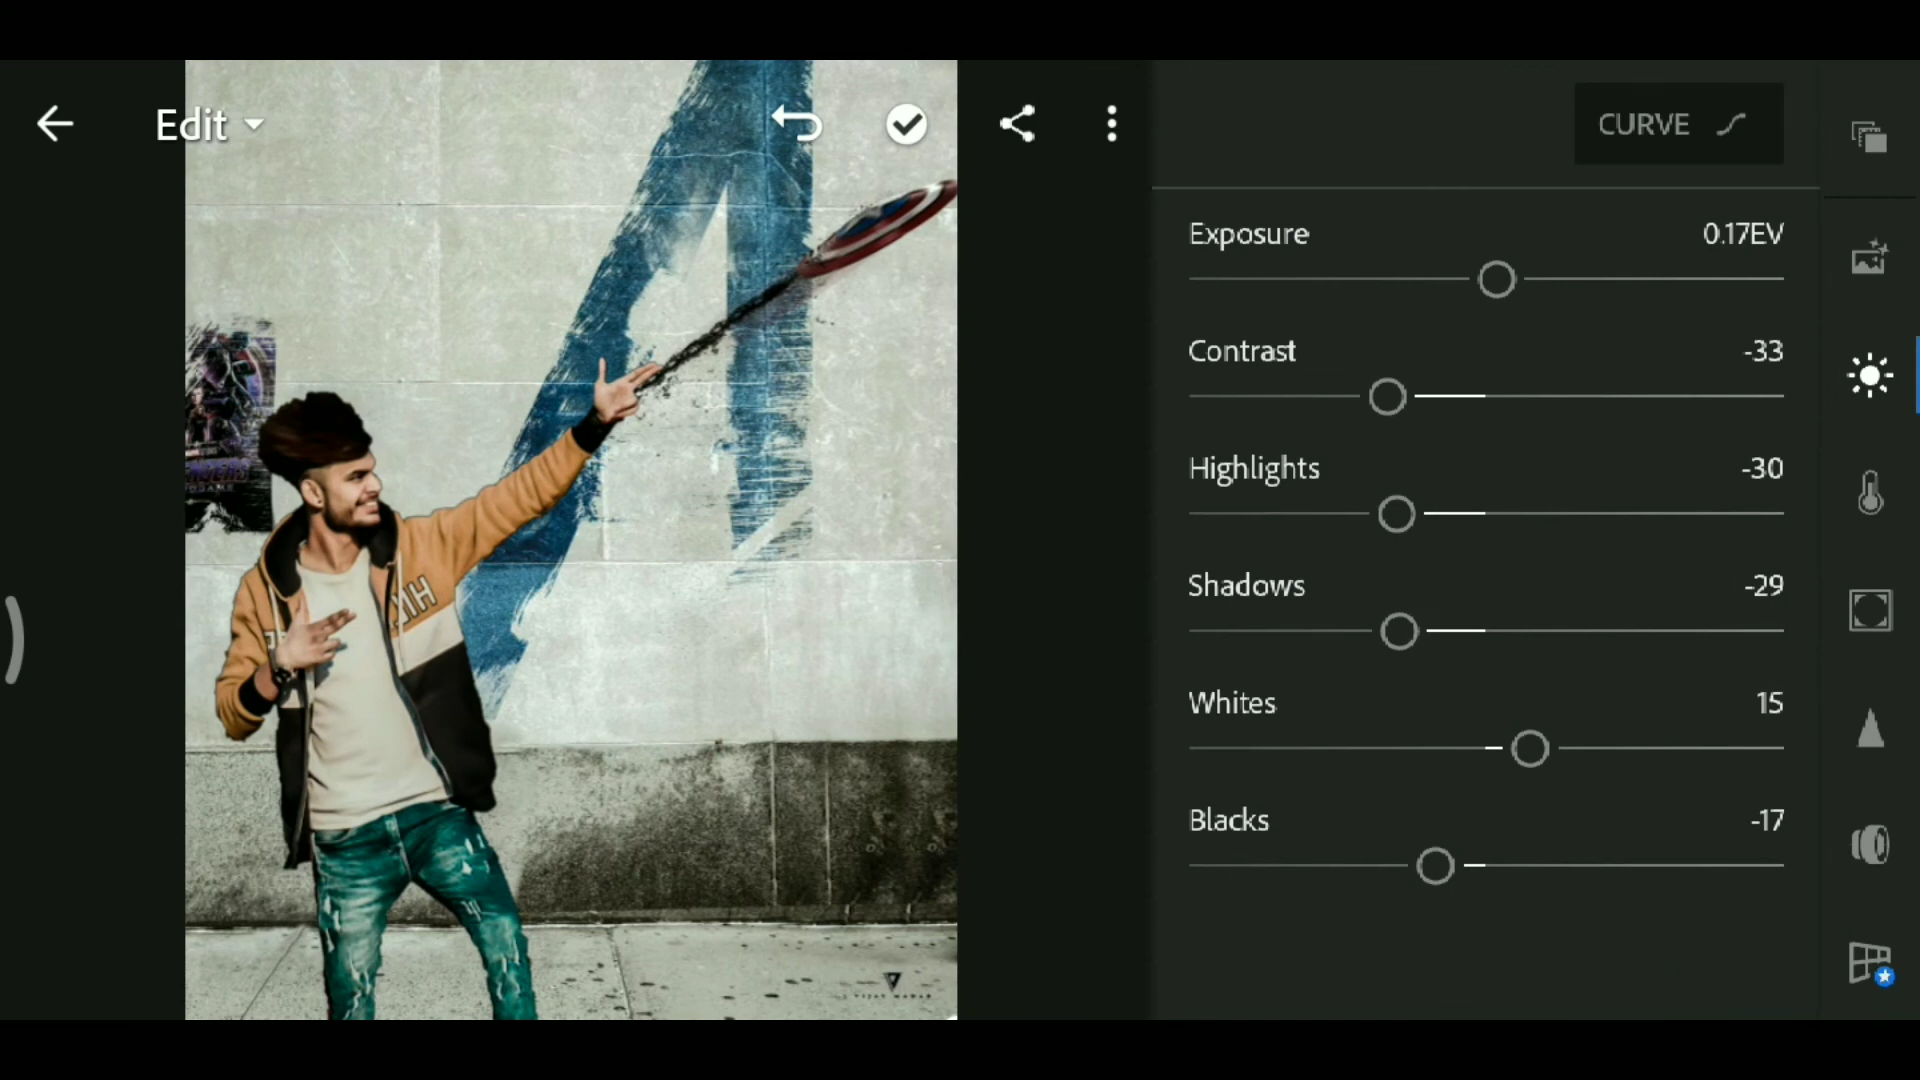 Edit
CURVE
Exposure 0.17EV
Contrast -33
Highlights -30
Shadows -29
Whites 15
Blacks -17